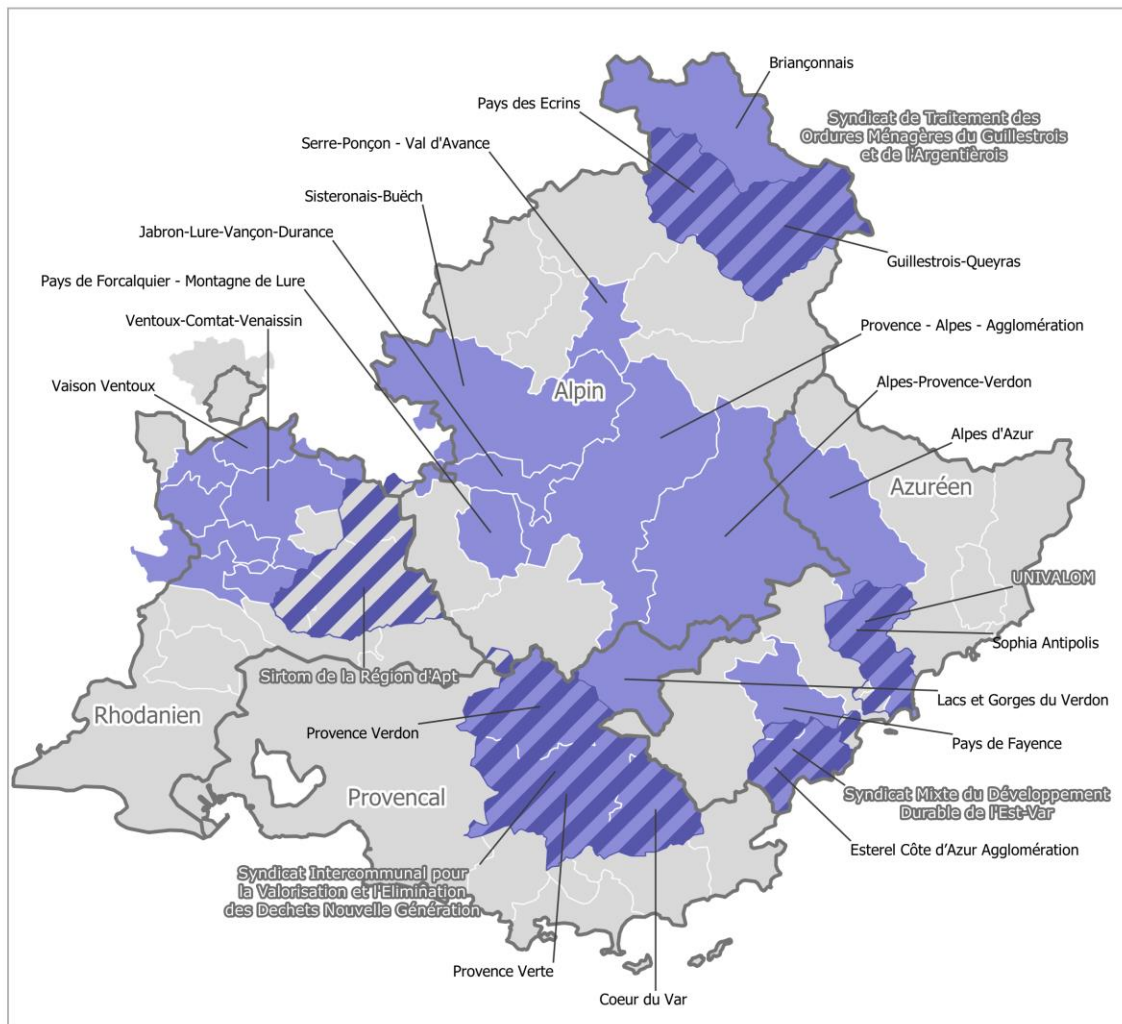 Briançonnais
Pays des Ecrins
Syndicat de Traitement des
Ordures Ménagères du Guillestrois
et de l'Argentièrois
Serre-Ponçon - Val d'Avance
Sisteronais-Buëch
Jabron-Lure-Vançon-Durance
Guillestrois-Queyras
Pays de Forcalquier - Montagne de Lure
Ventoux-Comtat-Venaissin
Provence - Alpes - Agglomération
Vaison Ventoux
Alpin
Alpes-Provence-Verdon
Alpes d'Azur
Azuréen
UNIVALOM
Sophia Antipolis
Sirtom de la Région d'Apt
Lacs et Gorges du Verdon
Rhodanien
Provence Verdon
Pays de Fayence
Provencal
Syndicat Mixte du Développement
Durable de l'Est-Var
Esterel Côte d’Azur Agglomération
Syndicat Intercommunal pour
la Valorisation et l'Elimination
des Dechets Nouvelle Génération
Provence Verte
Coeur du Var